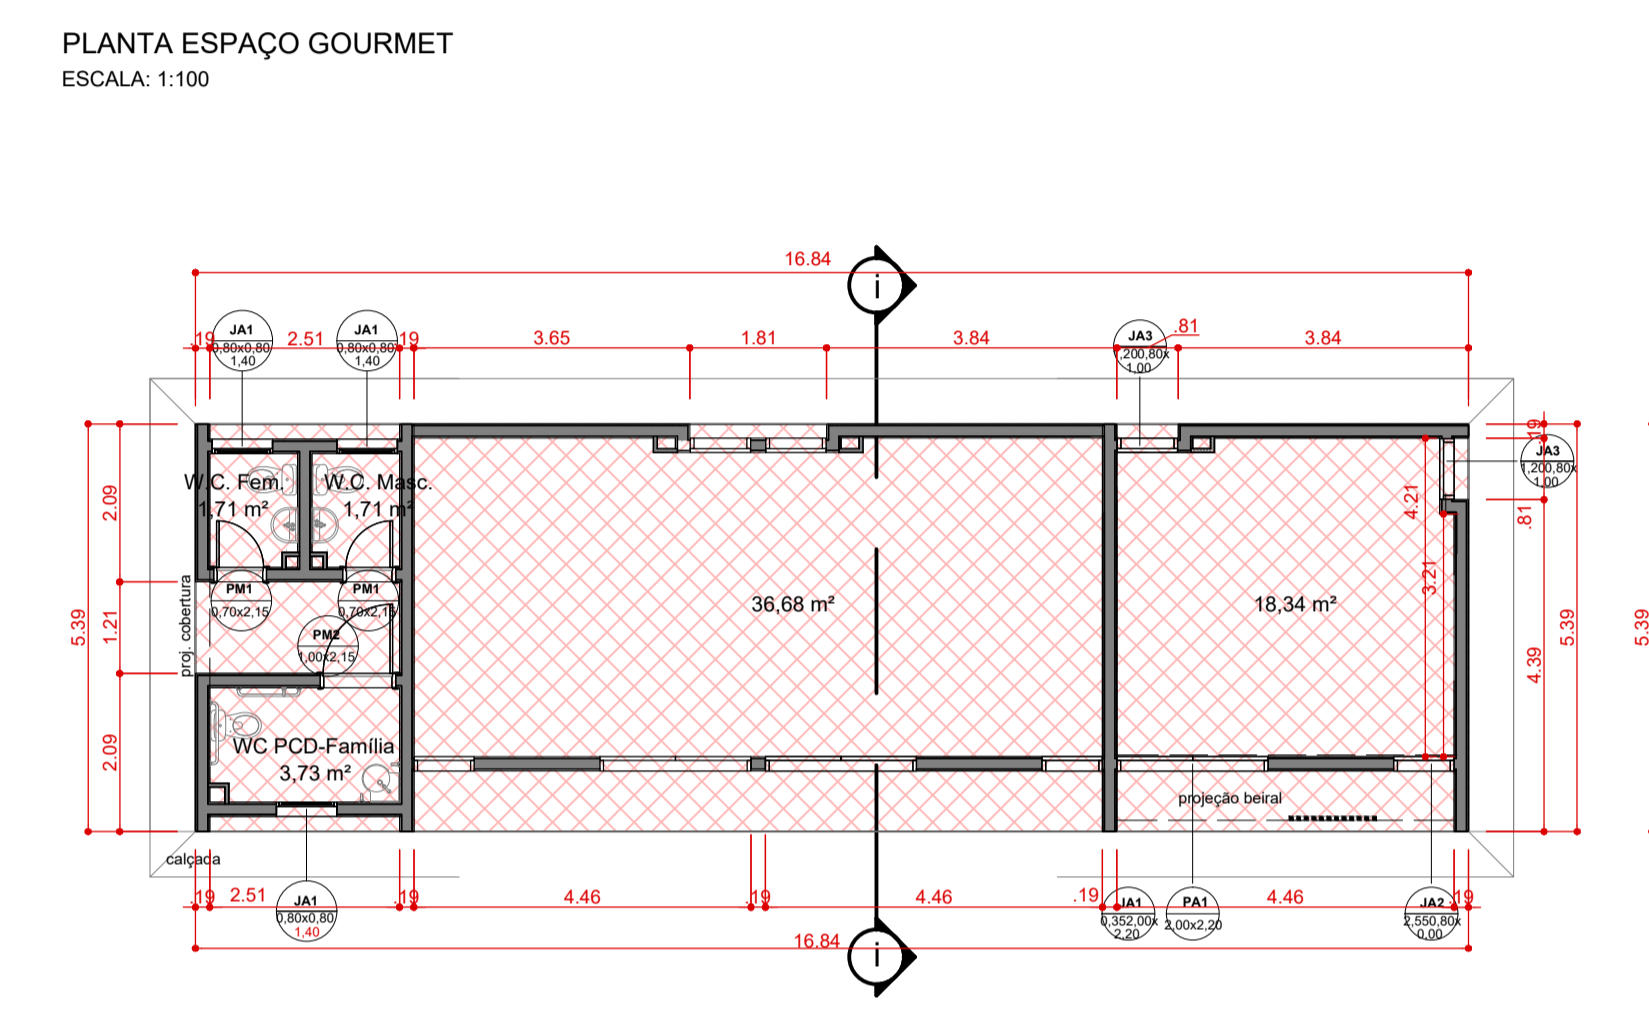 PLANTA ESPAÇO GOURMET
ESCALA: 1:100
16.84
i
.19
JA1
0,80x0,80
1,40
2.51
JA1
0,80x0,80
1,40
.19
3.65
1.81
3.84
JA3
1,200,80x
1,00
.81
3.84
.19
JA3
1,200,80x
1,00
.81
4.21
3.21
4.39
5.39
5.39
5.39
2.09
1.21
2.09
W.C. Fem.
1,71 m²
W.C. Masc.
1,71 m²
PM1
0,70x2,15
PM1
0,70x2,15
PM2
1,00x2,15
proj. cobertura
36,68 m²
18,34 m²
WC PCD-Família
3,73 m²
projeção beiral
calçada
.19
2.51
JA1
0,80x0,80
1,40
.19
4.46
.19
4.46
.19
JA1
0,352,00x
2,20
PA1
2,00x2,20
4.46
JA2
2,550,80x
0,00
.19
16.84
i